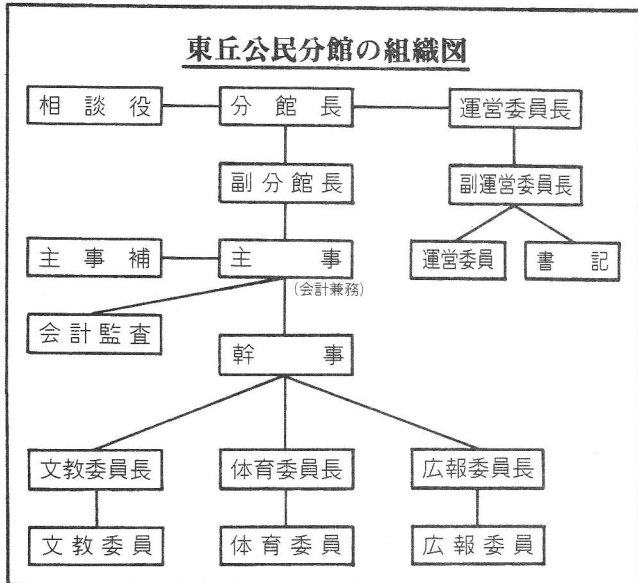 東丘公民分館の組織図
相談役
分館長
運営委員長
副分館長
副運営委員長
主事補
主事
運営委員
書記
(会計兼務)
会計監査
幹事
文教委員長
体育委員長
広報委員長
文教委員
体育委員
広報委員